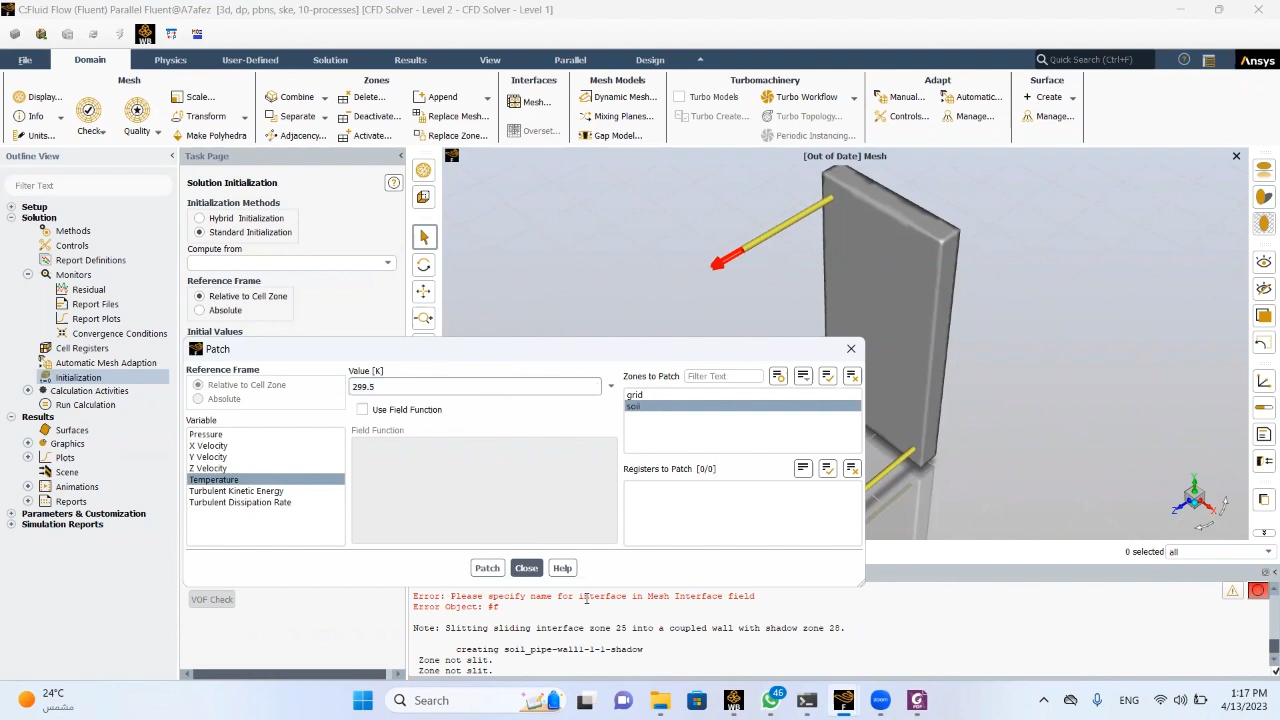 C:Fluid Flow (Fluent) Parallel Fluent@A7afez [3d, dp, pbns, ske, 10-processes] [CFD Solver - Level 2 - CFD Solver - Level 1]
WB
File Domain Physics User-Defined Solution Results View Parallel Design Quick Search (Ctrl+F) Ansys
Mesh Zones Interfaces Mesh Models Turbomachinery Adapt Surface
Display... Scale... Combine Delete... Append Mesh... Dynamic Mesh... Turbo Models Turbo Workflow Manual... Automatic... Create
Info Check Quality Transform Separate Deactivate... Replace Mesh... Overset... Mixing Planes... Turbo Create... Turbo Topology... Controls... Manage... Manage...
Units... Make Polyhedra Adjacency... Activate... Replace Zone... Gap Model... Periodic Instancing...
Outline View
Filter Text
Setup
Solution
Methods
Controls
Report Definitions
Monitors
Residual
Report Files
Report Plots
Convergence Conditions
Cell Registers
Automatic Mesh Adaption
Initialization
Calculation Activities
Run Calculation
Results
Surfaces
Graphics
Plots
Scene
Animations
Reports
Parameters & Customization
Simulation Reports
Task Page
Solution Initialization
Initialization Methods
Hybrid Initialization
Standard Initialization
Compute from
Reference Frame
Relative to Cell Zone
Absolute
Initial Values
[Out of Date] Mesh
Patch
Reference Frame
Relative to Cell Zone
Absolute
Variable
Pressure
X Velocity
Y Velocity
Z Velocity
Temperature
Turbulent Kinetic Energy
Turbulent Dissipation Rate
Value [K]
299.5
Use Field Function
Field Function
Zones to Patch Filter Text
grid
soil
Registers to Patch [0/0]
Patch Close Help
VOF Check
Y
Z X
0 selected all
Error: Please specify name for interface in Mesh Interface field
Error Object: #f
Note: Slitting sliding interface zone 25 into a coupled wall with shadow zone 28.
creating soil_pipe-wall1-1-1-shadow
Zone not slit.
Zone not slit.
24°C
مشمس
Search
WB
46
F
ENG
1:17 PM
4/13/2023